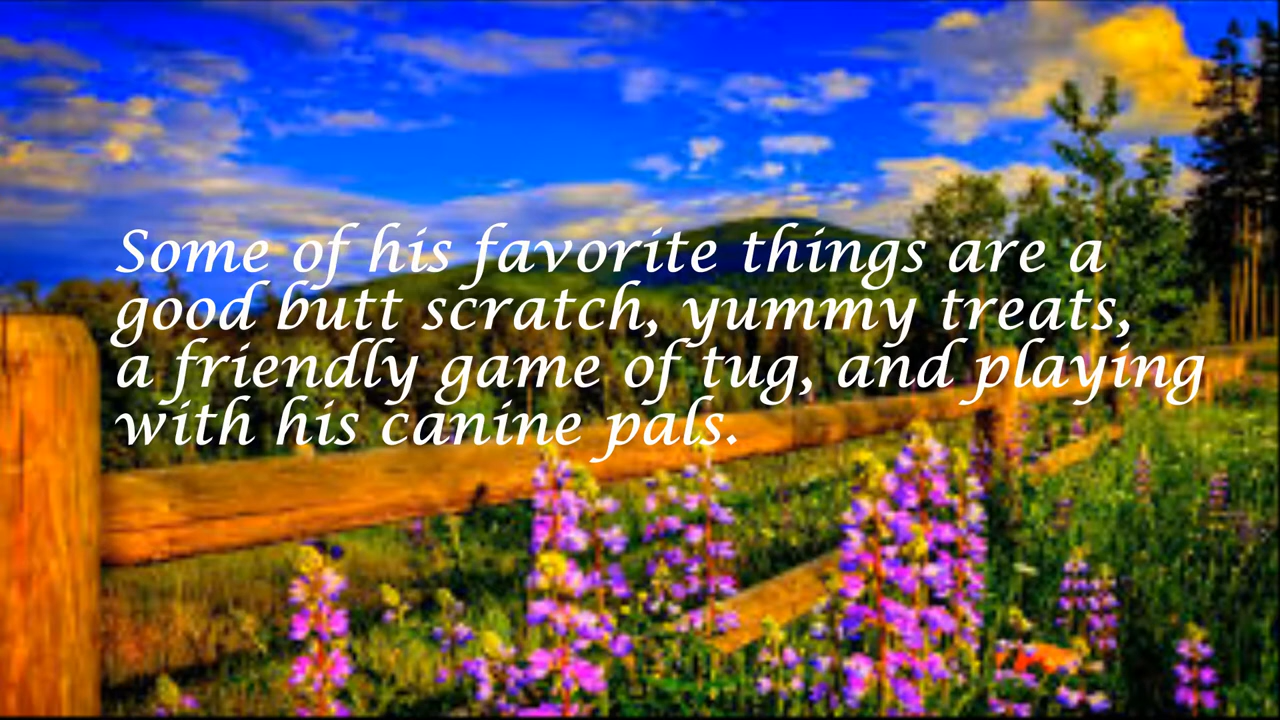 Some of his favorite things are a
good butt scratch, yummy treats,
a friendly game of tug, and playing
with his canine pals.